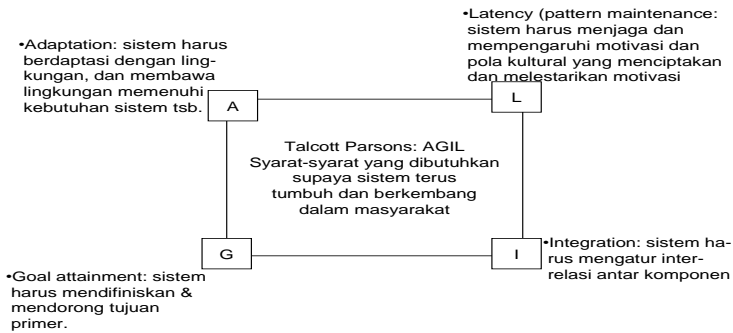 •Latency (pattern maintenance:
sistem harus menjaga dan
mempengaruhi motivasi dan
pola kultural yang menciptakan
dan melestarikan motivasi
•Adaptation: sistem harus
berdaptasi dengan ling-
kungan, dan membawa
lingkungan memenuhi
kebutuhan sistem tsb.
A
L
Talcott Parsons: AGIL
Syarat-syarat yang dibutuhkan
supaya sistem terus
tumbuh dan berkembang
dalam masyarakat
G
I
•Integration: sistem ha-
rus mengatur inter-
relasi antar komponen
•Goal attainment: sistem
harus mendifiniskan &
mendorong tujuan
primer.